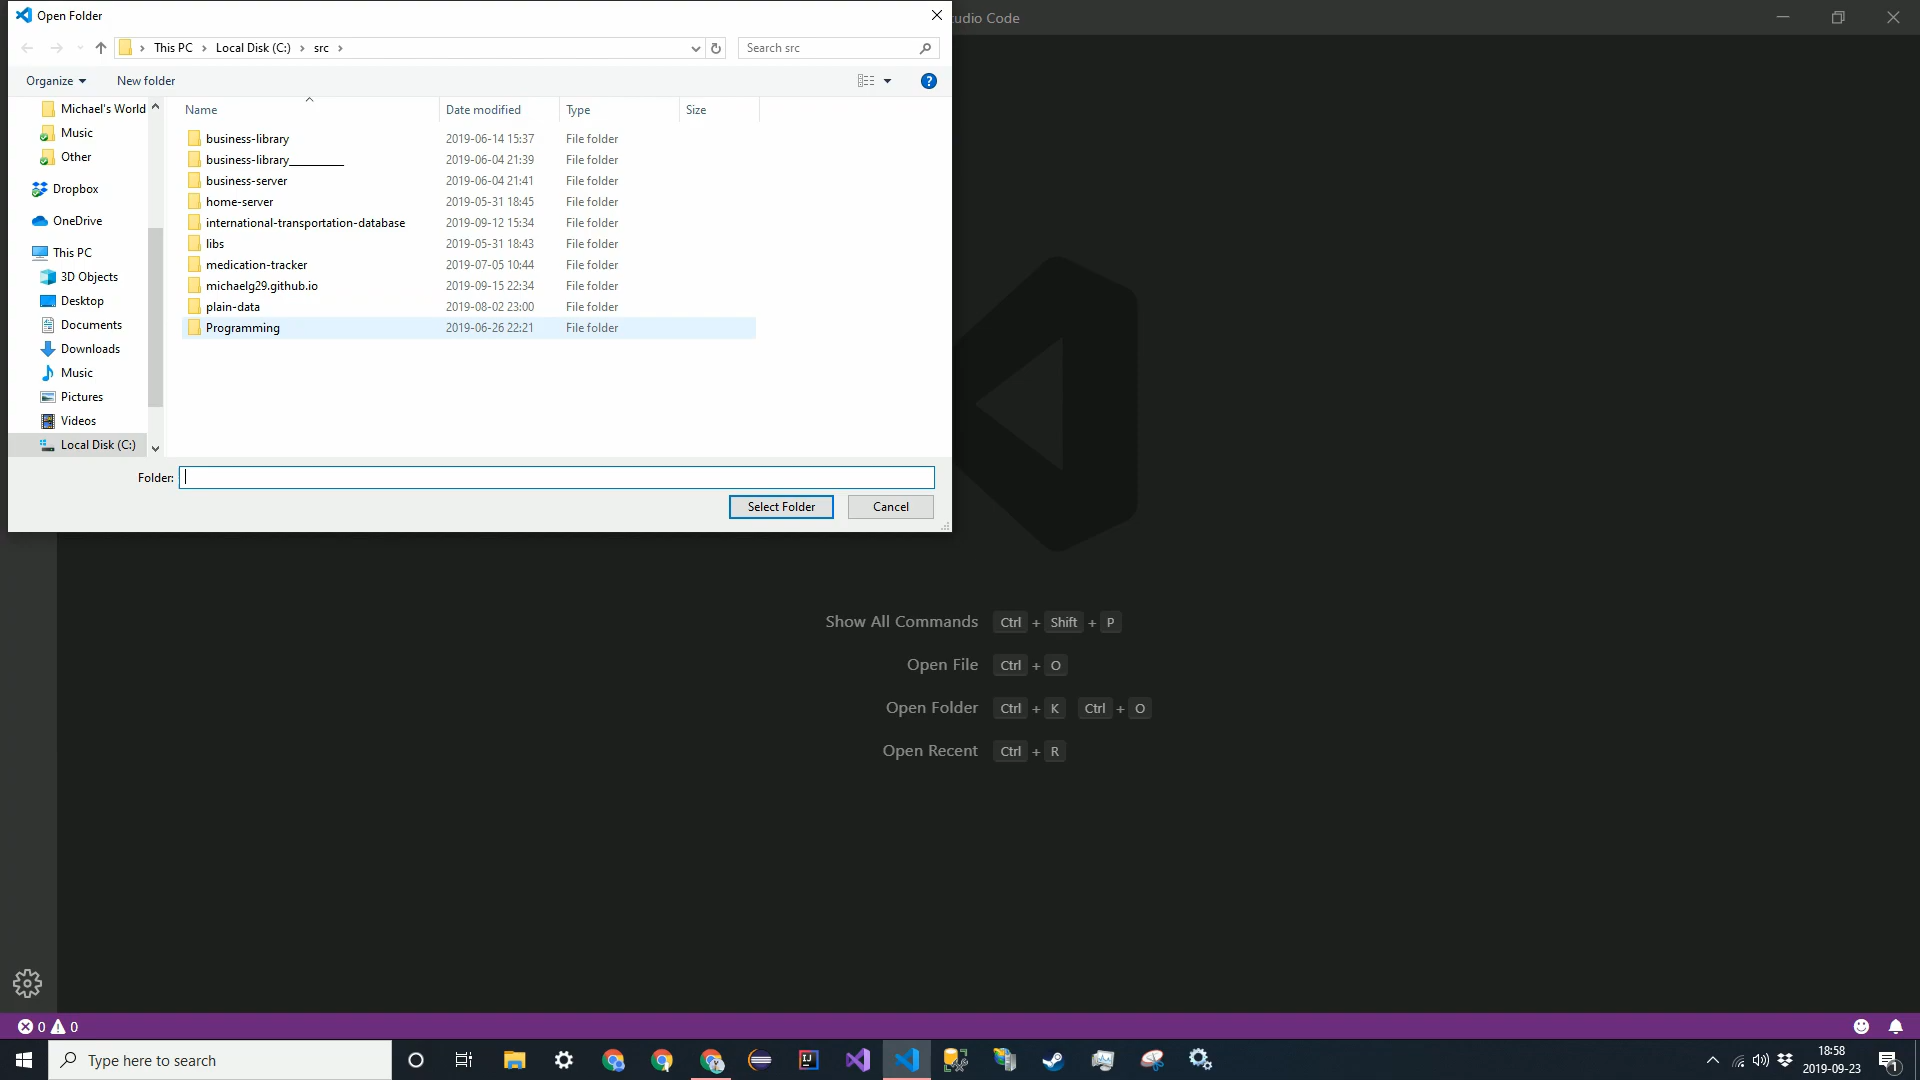 Open Folder
tudio Code
This PC > Local Disk (C:) > src >
Search src
Organize
New folder
Name
Date modified
Type
Size
Michael's World
Music
Other
Dropbox
OneDrive
This PC
3D Objects
Desktop
Documents
Downloads
Music
Pictures
Videos
Local Disk (C:)
business-library 2019-06-14 15:37 File folder
business-library__________ 2019-06-04 21:39 File folder
business-server 2019-06-04 21:41 File folder
home-server 2019-05-31 18:45 File folder
international-transportation-database 2019-09-12 15:34 File folder
libs 2019-05-31 18:43 File folder
medication-tracker 2019-07-05 10:44 File folder
michaelg29.github.io 2019-09-15 22:34 File folder
plain-data 2019-08-02 23:00 File folder
Programming 2019-06-26 22:21 File folder
Folder:
Select Folder
Cancel
Show All Commands Ctrl + Shift + P
Open File Ctrl + O
Open Folder Ctrl + K Ctrl + O
Open Recent Ctrl + R
0 0
Type here to search
18:58
2019-09-23
1